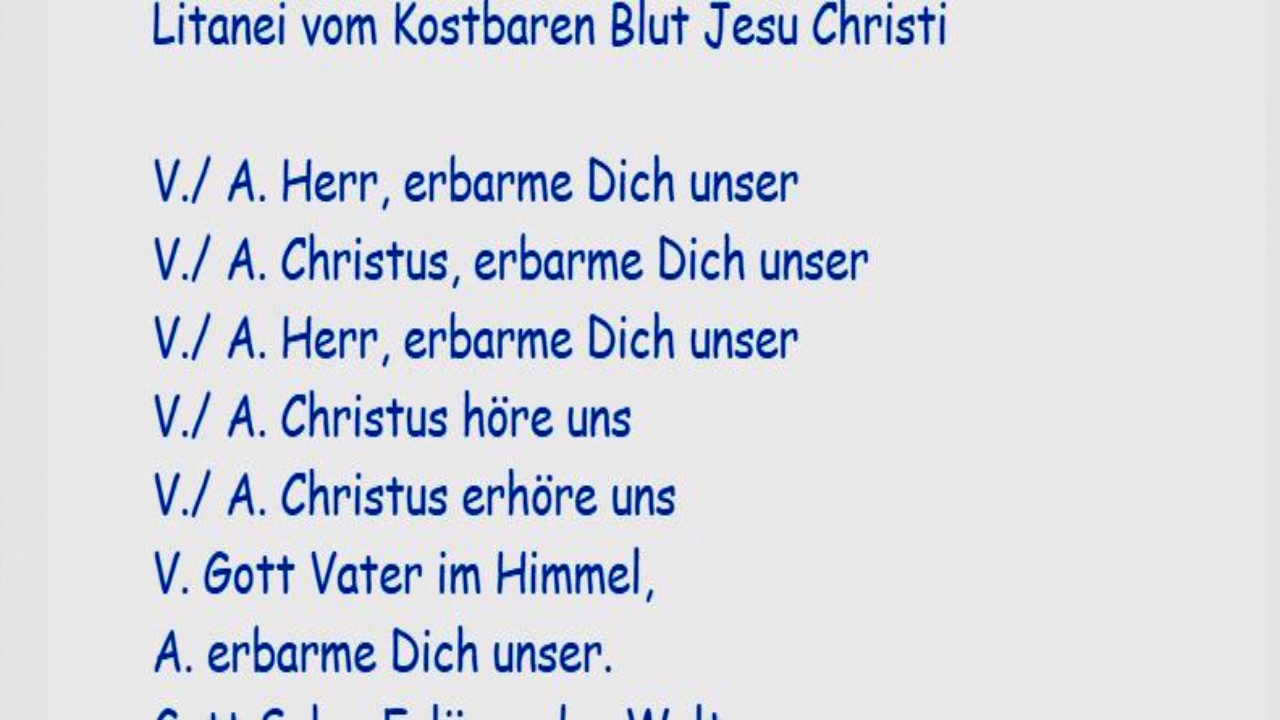 Litanei vom Kostbaren Blut Jesu Christi
V./ A. Herr, erbarme Dich unser
V./ A. Christus, erbarme Dich unser
V./ A. Herr, erbarme Dich unser
V./ A. Christus höre uns
V./ A. Christus erhöre uns
V. Gott Vater im Himmel,
A. erbarme Dich unser.